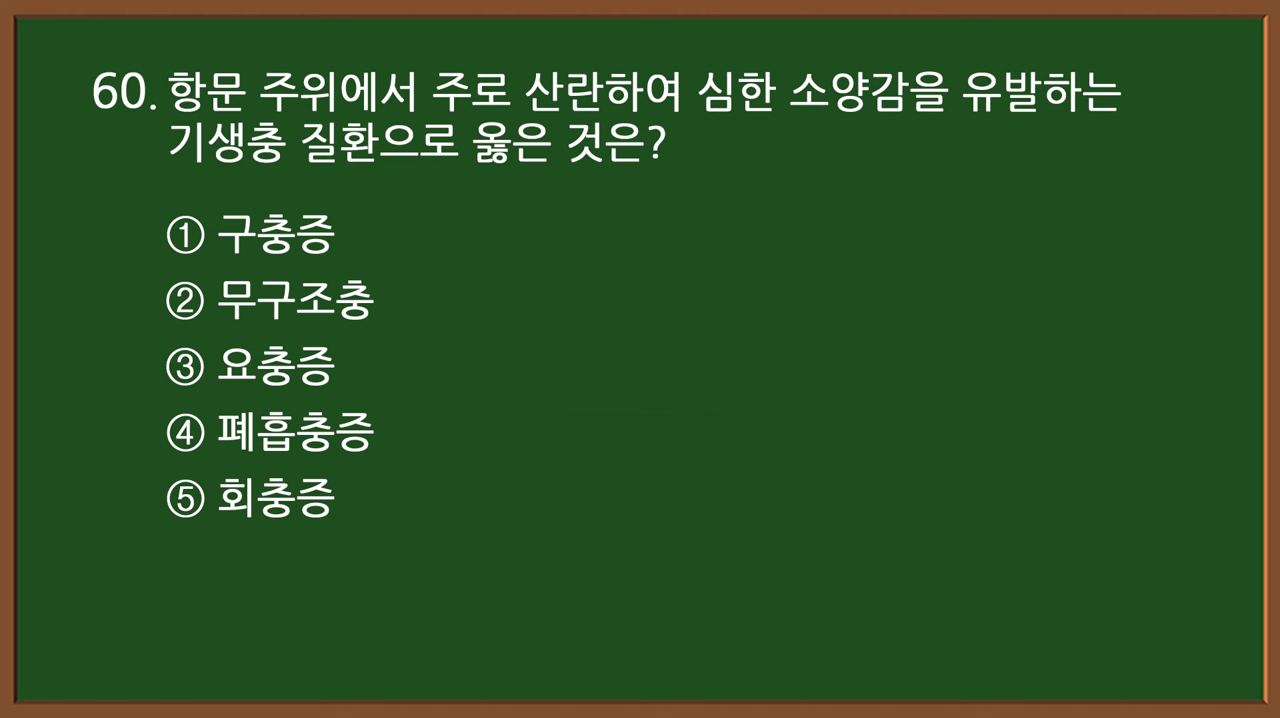 60. 항문 주위에서 주로 산란하여 심한 소양감을 유발하는
기생충 질환으로 옳은 것은?
① 구충증
② 무구조충
③ 요충증
④ 폐흡충증
⑤ 회충증